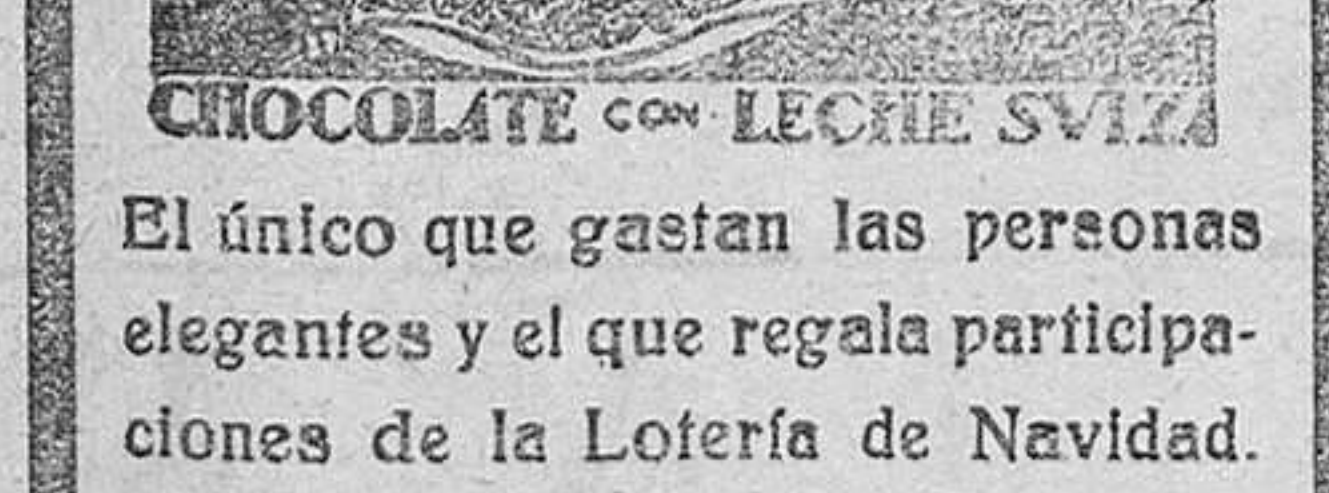 CHOCOLATE CON LECHE SVIZA
El único que gastan las personas
elegantes y el que regala participa-
ciones de la Lotería de Navidad.